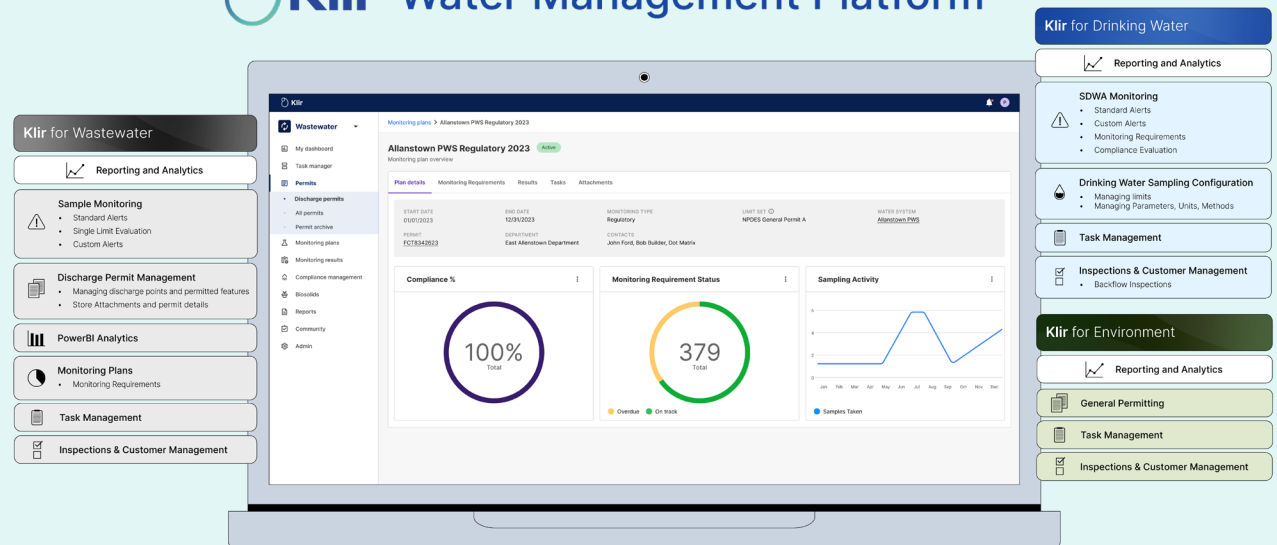 Klir Water Management Platform
Klir for Wastewater
Reporting and Analytics
Sample Monitoring
• Standard Alerts
• Single Limit Evaluation
• Custom Alerts
Discharge Permit Management
• Managing discharge points and permitted features
• Store Attachments and permit details
PowerBI Analytics
Monitoring Plans
• Monitoring Requirements
Task Management
Inspections & Customer Management
Klir
P
Wastewater
My dashboard
Task manager
Permits
• Discharge permits
• All permits
• Permit archive
Monitoring plans
Monitoring results
Compliance management
Biosolids
Reports
Community
Admin
Monitoring plans > Allanstown PWS Regulatory 2023
Allanstown PWS Regulatory 2023 Active
Monitoring plan overview
Plan details Monitoring Requirements Results Tasks Attachments
START DATE END DATE MONITORING TYPE LIMIT SET WATER SYSTEM
01/01/2023 12/31/2023 Regulatory NPDES General Permit A Allanstown PWS
PERMIT DEPARTMENT CONTACTS
FCT8342623 East Allenstown Department John Ford, Bob Builder, Dot Matrix
Compliance %
100%
Total
Monitoring Requirement Status
379
Total
Overdue On track
Sampling Activity
6
4
2
0
Jan Feb Mar Apr May Jun Jul Aug Sep Oct Nov Dec
Samples Taken
Klir for Drinking Water
Reporting and Analytics
SDWA Monitoring
• Standard Alerts
• Custom Alerts
• Monitoring Requirements
• Compliance Evaluation
Drinking Water Sampling Configuration
• Managing limits
• Managing Parameters, Units, Methods
Task Management
Inspections & Customer Management
• Backflow Inspections
Klir for Environment
Reporting and Analytics
General Permitting
Task Management
Inspections & Customer Management